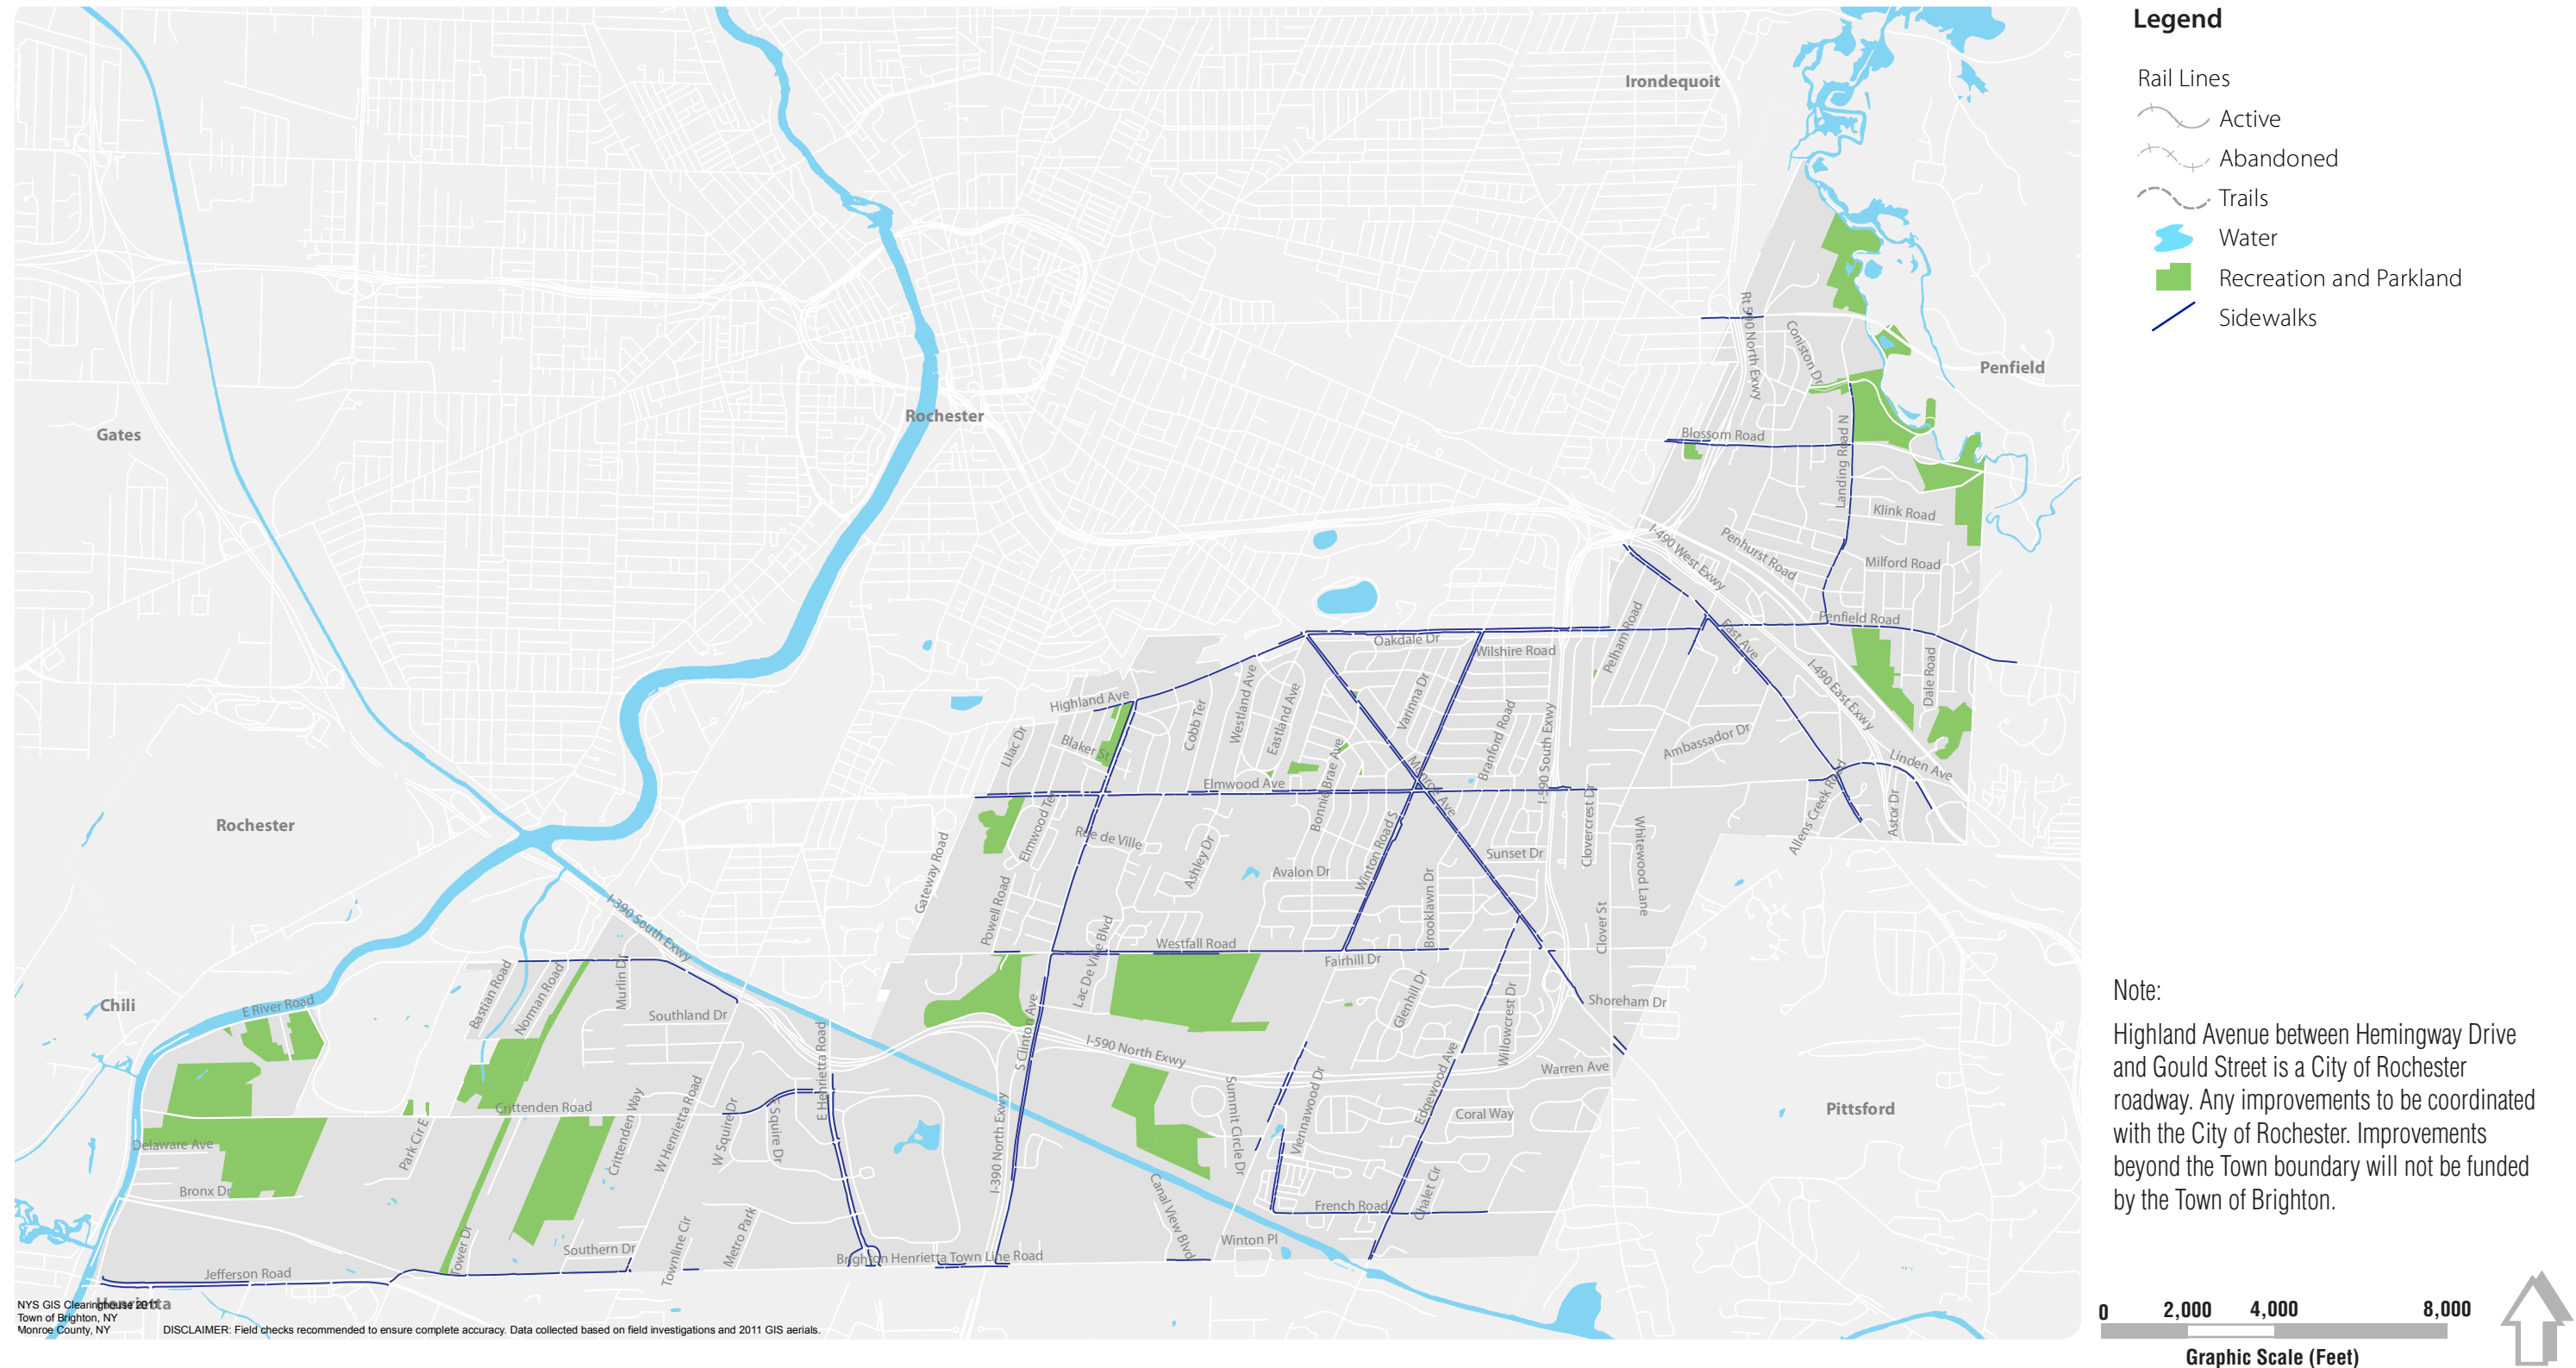 Legend
Rail Lines
Active
Abandoned
Trails
Water
Recreation and Parkland
Sidewalks
Irondequoit
Penfield
Rochester
Gates
Rt 590 North Exwy
Coniston Dr
Blossom Road
Landing Road N
Klink Road
I-490 West Exwy
Penhurst Road
Milford Road
Penfield Road
Oakdale Dr
Wilshire Road
Pelham Road
East Ave
I-490 East Exwy
Dale Road
Highland Ave
Lilac Dr
Blaker St
Cobb Ter
Westland Ave
Eastland Ave
Varinna Dr
Branford Road
I-590 South Exwy
Ambassador Dr
Linden Ave
Monroe Ave
Elmwood Ave
Bonnie Brae Ave
Rochester
Gateway Road
Elmwood Ter
Rue de Ville
Ashley Dr
Avalon Dr
Winton Road S
Sunset Dr
Clovercrest Dr
Whitewood Lane
Allens Creek Road
Astor Dr
I-390 South Exwy
Powell Road
Lac De Ville Blvd
Westfall Road
Brooklawn Dr
Fairhill Dr
Clover St
Chili
E River Road
Bastian Road
Norman Road
Murlin Dr
Southland Dr
E Henrietta Road
S Clinton Ave
I-590 North Exwy
Glenhill Dr
Willowcrest Dr
Shoreham Dr
Warren Ave
Edgewood Ave
Viennawood Dr
Summit Circle Dr
Coral Way
Pittsford
Crittenden Road
Crittenden Way
W Henrietta Road
W Squire Dr
E Squire Dr
I-390 North Exwy
Delaware Ave
Park Cir E
Bronx Dr
Canal View Blvd
French Road
Chalet Cir
Winton Pl
Tower Dr
Southern Dr
Townline Cir
Metro Park
Brighton Henrietta Town Line Road
Jefferson Road
Henrietta
NYS GIS Clearinghouse 2011
Town of Brighton, NY
Monroe County, NY
DISCLAIMER: Field checks recommended to ensure complete accuracy. Data collected based on field investigations and 2011 GIS aerials.
Note:
Highland Avenue between Hemingway Drive
and Gould Street is a City of Rochester
roadway. Any improvements to be coordinated
with the City of Rochester. Improvements
beyond the Town boundary will not be funded
by the Town of Brighton.
0 2,000 4,000 8,000
Graphic Scale (Feet)